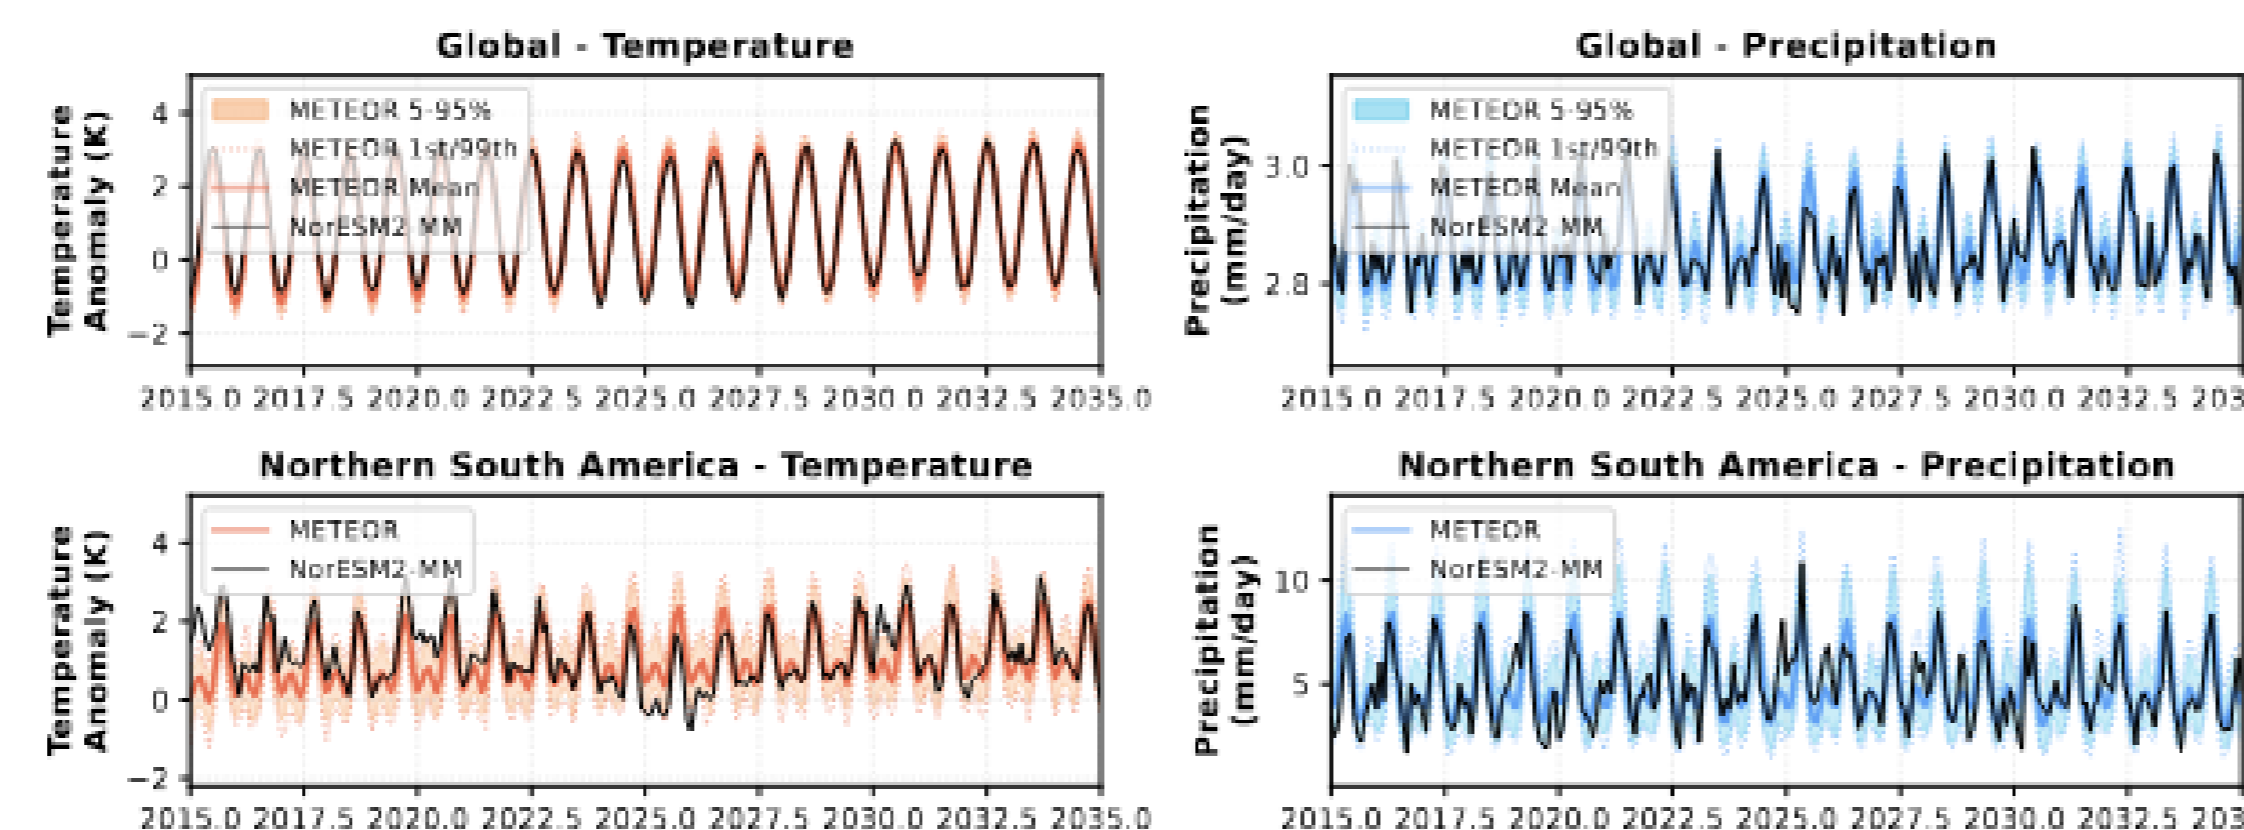 Global - Temperature
Temperature
Anomaly (K)
4
2
0
−2
METEOR 5-95%
METEOR 1st/99th
METEOR Mean
NorESM2-MM
2015.0 2017.5 2020.0 2022.5 2025.0 2027.5 2030.0 2032.5 2035.0
Global - Precipitation
Precipitation
(mm/day)
3.0
2.8
METEOR 5-95%
METEOR 1st/99th
METEOR Mean
NorESM2-MM
2015.0 2017.5 2020.0 2022.5 2025.0 2027.5 2030.0 2032.5 203
Northern South America - Temperature
Temperature
Anomaly (K)
4
2
0
−2
METEOR
NorESM2-MM
2015.0 2017.5 2020.0 2022.5 2025.0 2027.5 2030.0 2032.5 2035.0
Northern South America - Precipitation
Precipitation
(mm/day)
10
5
METEOR
NorESM2-MM
2015.0 2017.5 2020.0 2022.5 2025.0 2027.5 2030.0 2032.5 203